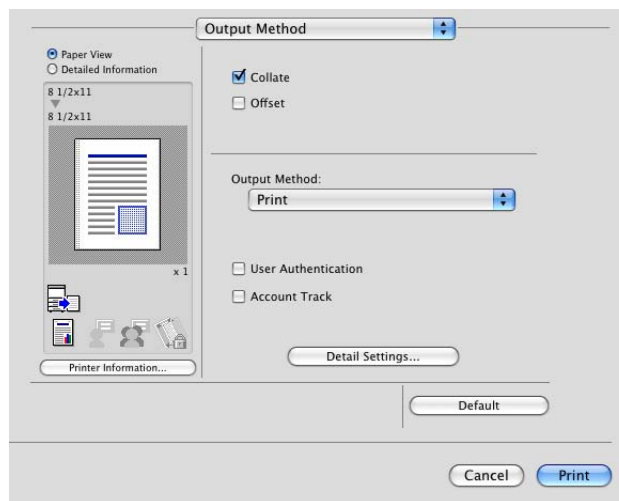 Output Method
Paper View
Detailed Information
8 1/2x11
8 1/2x11
x 1
Printer Information...
Collate
Offset
Output Method:
Print
User Authentication
Account Track
Detail Settings...
Default
Cancel
Print